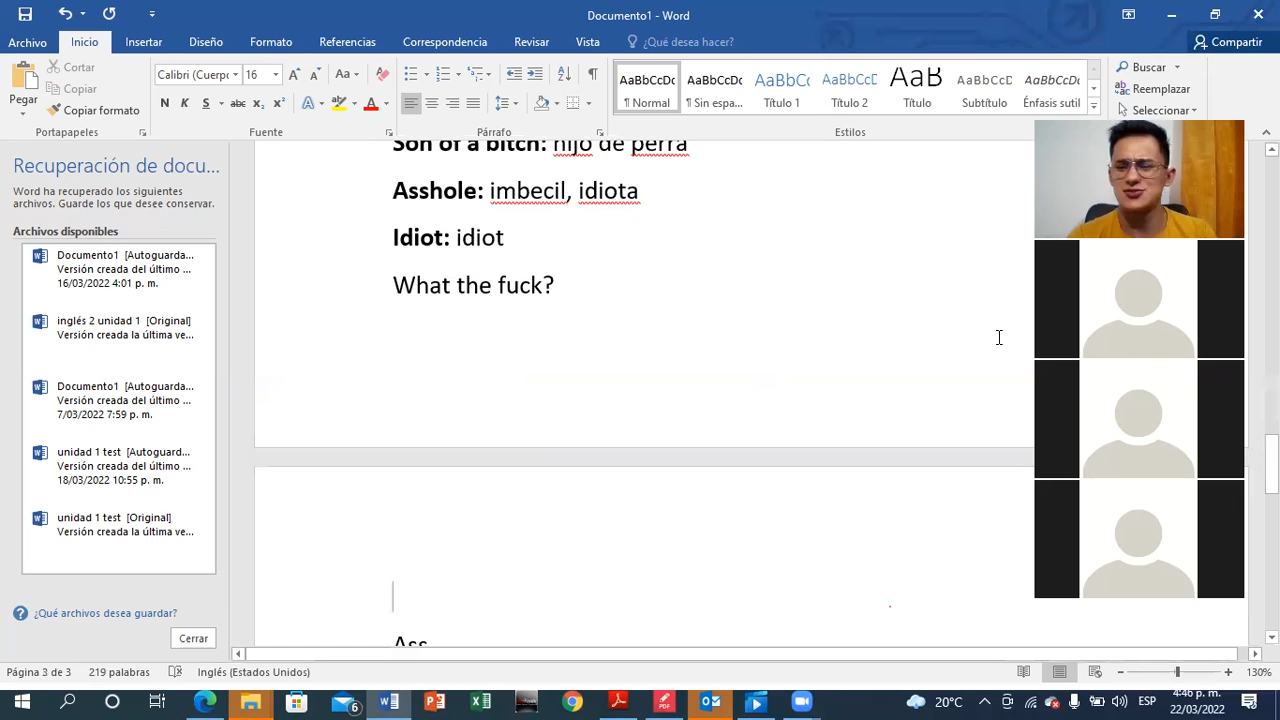 Documento1 - Word
Archivo Inicio Insertar Diseño Formato Referencias Correspondencia Revisar Vista ¿Qué desea hacer? Compartir
Pegar
Cortar
Copiar
Copiar formato
Portapapeles
Calibri (Cuerpo 16 Aa
N K S abc x₂ x² A A
Fuente
Párrafo
AaBbCcDc AaBbCcDc AaBbC AaBbCcD AaB AaBbCcD AaBbCcDc
¶ Normal ¶ Sin espa... Título 1 Título 2 Título Subtítulo Énfasis sutil
Estilos
Buscar
Reemplazar
Seleccionar
Recuperación de docu...
Word ha recuperado los siguientes
archivos. Guarde los que desee conservar.
Archivos disponibles
Documento1 [Autoguarda...
Versión creada del último ...
16/03/2022 4:01 p. m.
inglés 2 unidad 1 [Original]
Versión creada la última ve...
Documento1 [Autoguarda...
Versión creada del último ...
7/03/2022 7:59 p. m.
unidad 1 test [Autoguard...
Versión creada del último ...
18/03/2022 10:55 p. m.
unidad 1 test [Original]
Versión creada la última ve...
¿Qué archivos desea guardar?
Cerrar
Son of a bitch: hijo de perra
Asshole: imbecil, idiota
Idiot: idiot
What the fuck?
Ass
Página 3 de 3 219 palabras Inglés (Estados Unidos) 130%
6 20°C ESP 4:46 p. m.
22/03/2022